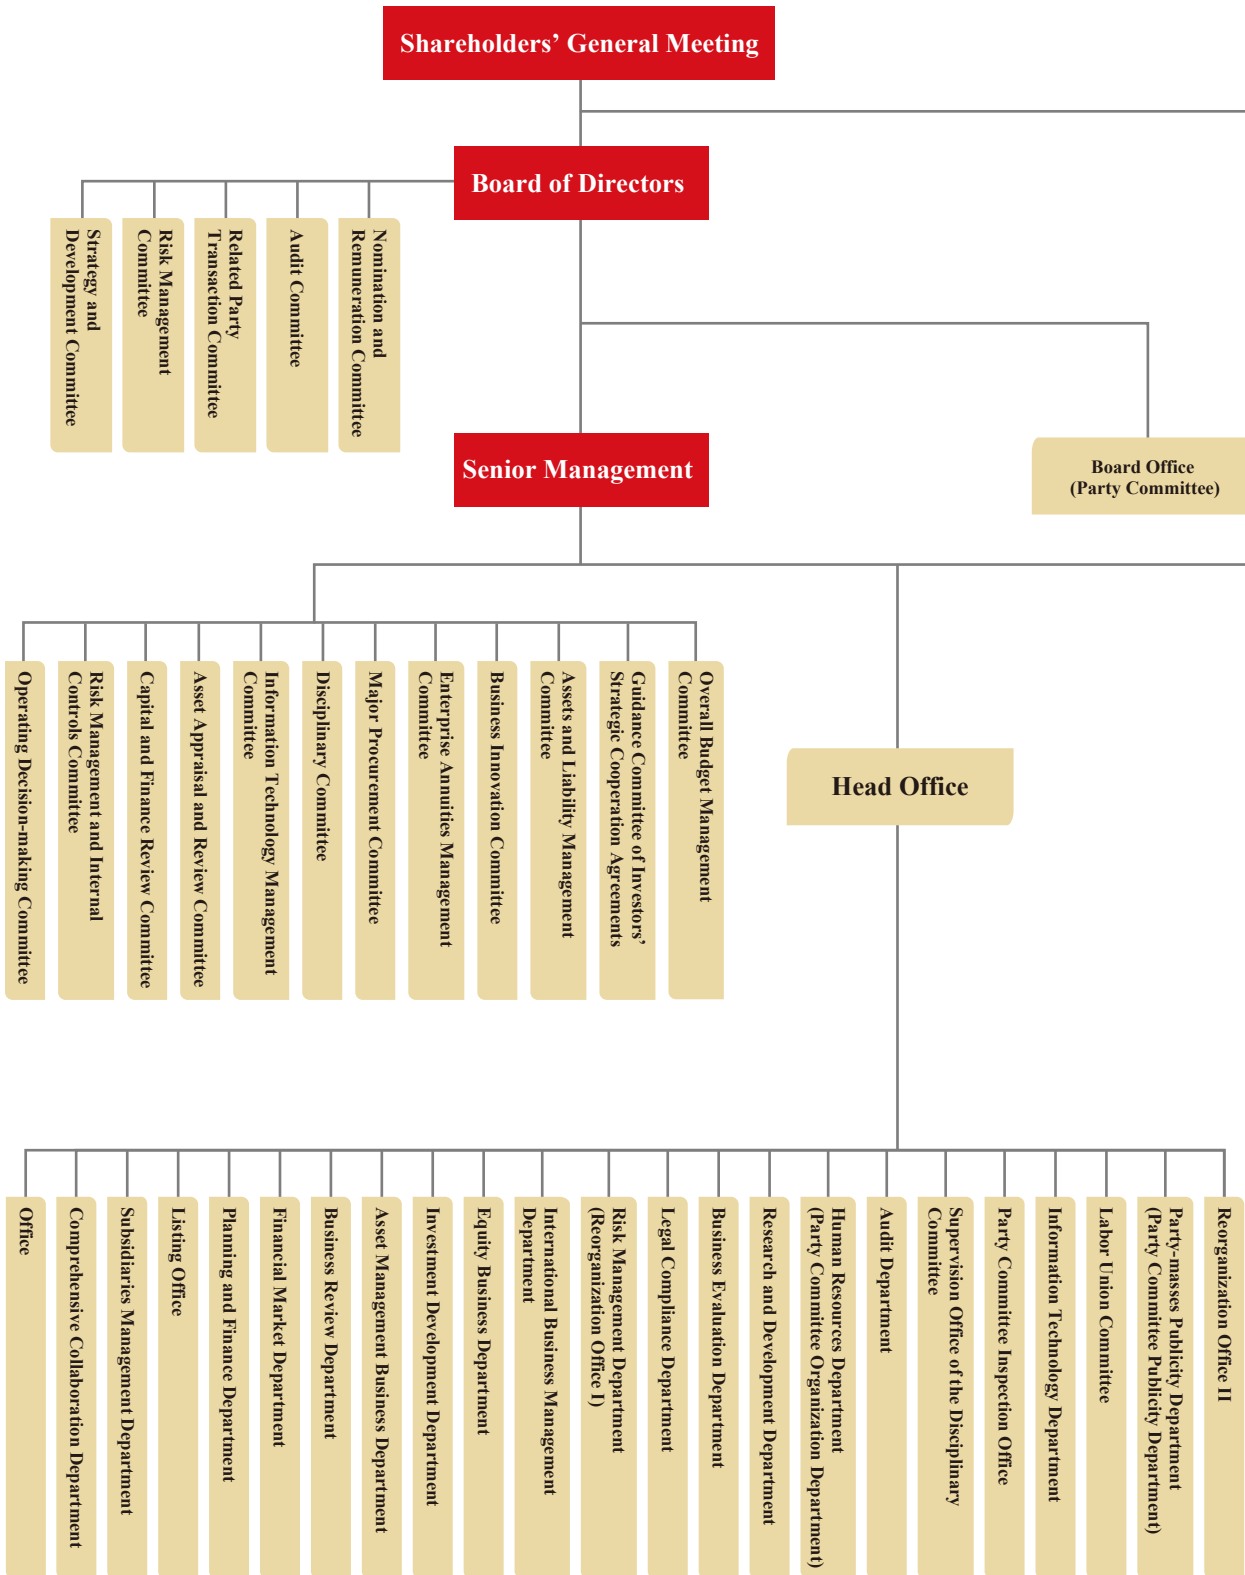 Shareholders’ General Meeting
Board of Directors
Strategy and
Development Committee
Risk Management
Committee
Related Party
Transaction Committee
Audit Committee
Nomination and
Remuneration Committee
Senior Management
Board Office
(Party Committee)
Operating Decision-making Committee
Risk Management and Internal
Controls Committee
Capital and Finance Review Committee
Asset Appraisal and Review Committee
Information Technology Management
Committee
Disciplinary Committee
Major Procurement Committee
Enterprise Annuities Management
Committee
Business Innovation Committee
Assets and Liability Management
Committee
Guidance Committee of Investors’
Strategic Cooperation Agreements
Overall Budget Management
Committee
Head Office
Office
Comprehensive Collaboration Department
Subsidiaries Management Department
Listing Office
Planning and Finance Department
Financial Market Department
Business Review Department
Asset Management Business Department
Investment Development Department
Equity Business Department
International Business Management
Department
Risk Management Department
(Reorganization Office I)
Legal Compliance Department
Business Evaluation Department
Research and Development Department
Human Resources Department
(Party Committee Organization Department)
Audit Department
Supervision Office of the Disciplinary
Committee
Party Committee Inspection Office
Information Technology Department
Labor Union Committee
Party-masses Publicity Department
(Party Committee Publicity Department)
Reorganization Office II